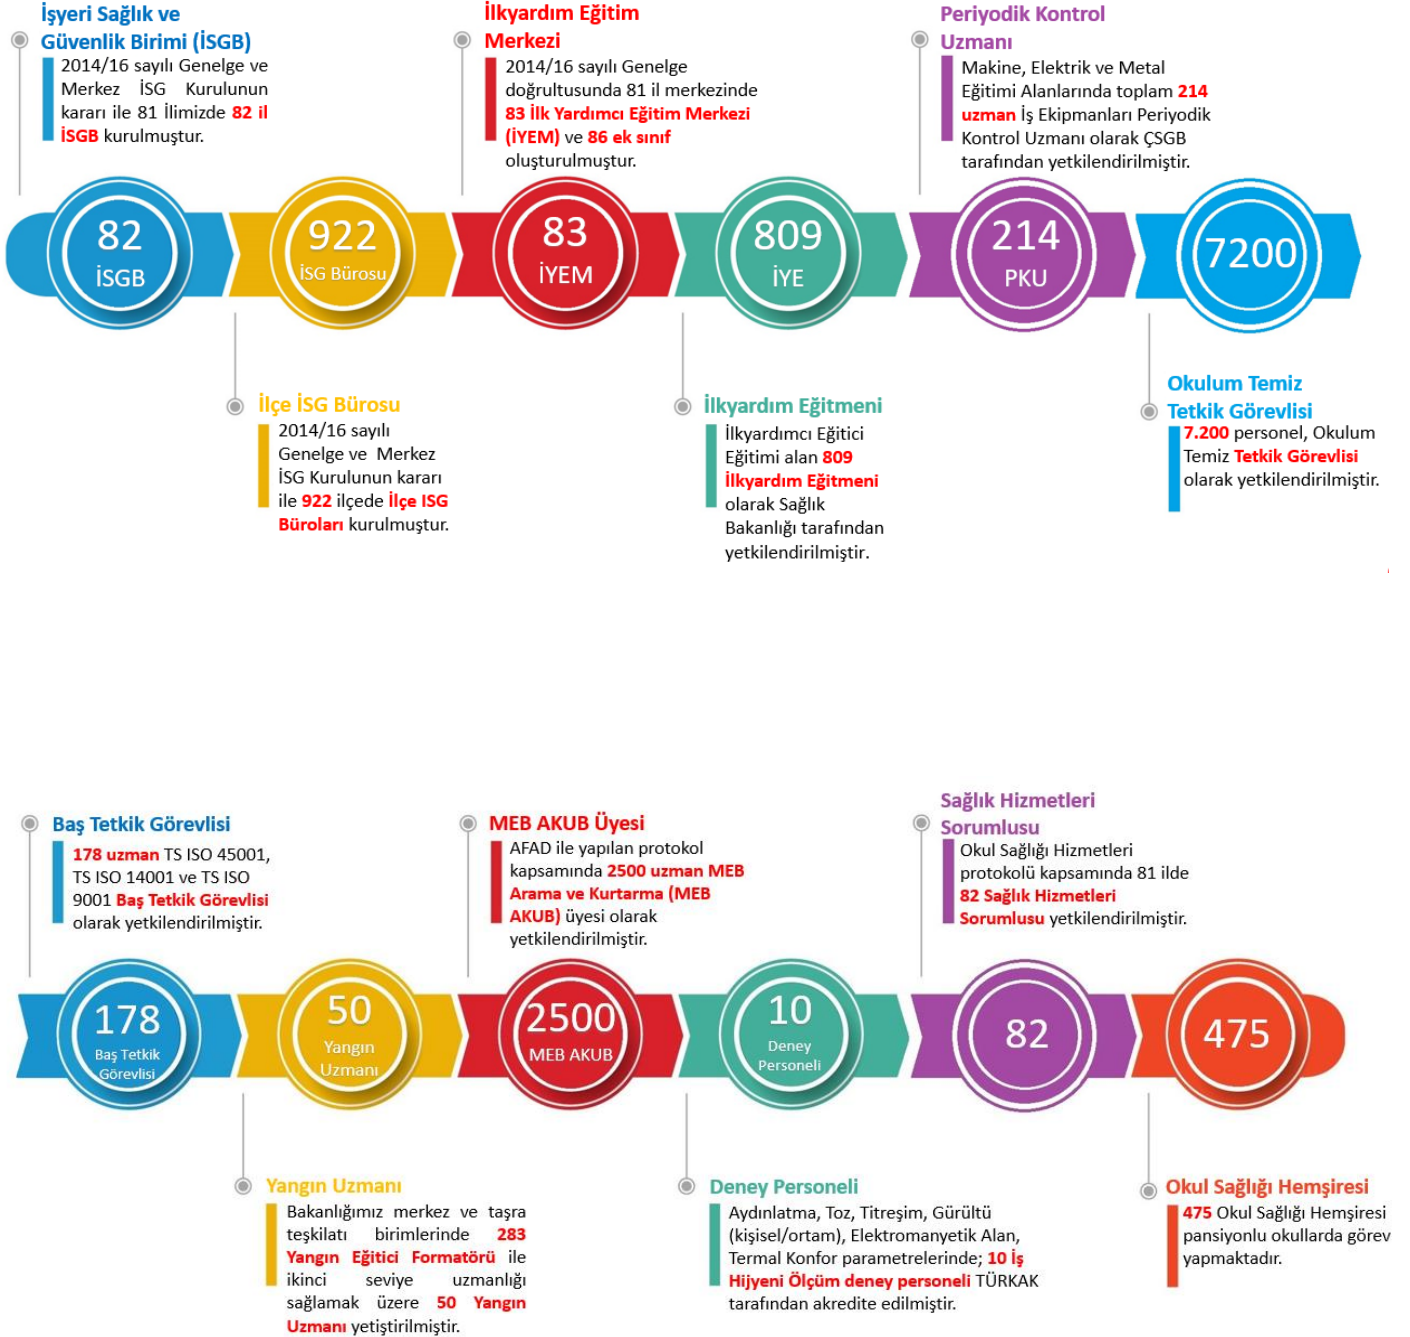 İşyeri Sağlık ve
Güvenlik Birimi (İSGB)
2014/16 sayılı Genelge ve
Merkez İSG Kurulunun
kararı ile 81 İlimizde 82 il
İSGB kurulmuştur.
İlkyardım Eğitim
Merkezi
2014/16 sayılı Genelge
doğrultusunda 81 il merkezinde
83 İlk Yardımcı Eğitim Merkezi
(İYEM) ve 86 ek sınıf
oluşturulmuştur.
Periyodik Kontrol
Uzmanı
Makine, Elektrik ve Metal
Eğitimi Alanlarında toplam 214
uzman İş Ekipmanları Periyodik
Kontrol Uzmanı olarak ÇSGB
tarafından yetkilendirilmiştir.
82
İSGB
922
İSG Bürosu
83
İYEM
809
İYE
214
PKU
7200
İlçe İSG Bürosu
2014/16 sayılı
Genelge ve Merkez
İSG Kurulunun kararı
ile 922 ilçede İlçe ISG
Büroları kurulmuştur.
İlkyardım Eğitmeni
İlkyardımcı Eğitici
Eğitimi alan 809
İlkyardım Eğitmeni
olarak Sağlık
Bakanlığı tarafından
yetkilendirilmiştir.
Okulum Temiz
Tetkik Görevlisi
7.200 personel, Okulum
Temiz Tetkik Görevlisi
olarak yetkilendirilmiştir.
Baş Tetkik Görevlisi
178 uzman TS ISO 45001,
TS ISO 14001 ve TS ISO
9001 Baş Tetkik Görevlisi
olarak yetkilendirilmiştir.
MEB AKUB Üyesi
AFAD ile yapılan protokol
kapsamında 2500 uzman MEB
Arama ve Kurtarma (MEB
AKUB) üyesi olarak
yetkilendirilmiştir.
Sağlık Hizmetleri
Sorumlusu
Okul Sağlığı Hizmetleri
protokolü kapsamında 81 ilde
82 Sağlık Hizmetleri
Sorumlusu yetkilendirilmiştir.
178
Baş Tetkik
Görevlisi
50
Yangın
Uzmanı
2500
MEB AKUB
10
Deney
Personeli
82
475
Yangın Uzmanı
Bakanlığımız merkez ve taşra
teşkilatı birimlerinde 283
Yangın Eğitici Formatörü ile
ikinci seviye uzmanlığı
sağlamak üzere 50 Yangın
Uzmanı yetiştirilmiştir.
Deney Personeli
Aydınlatma, Toz, Titreşim, Gürültü
(kişisel/ortam), Elektromanyetik Alan,
Termal Konfor parametrelerinde; 10 İş
Hijyeni Ölçüm deney personeli TÜRKAK
tarafından akredite edilmiştir.
Okul Sağlığı Hemşiresi
475 Okul Sağlığı Hemşiresi
pansiyonlu okullarda görev
yapmaktadır.